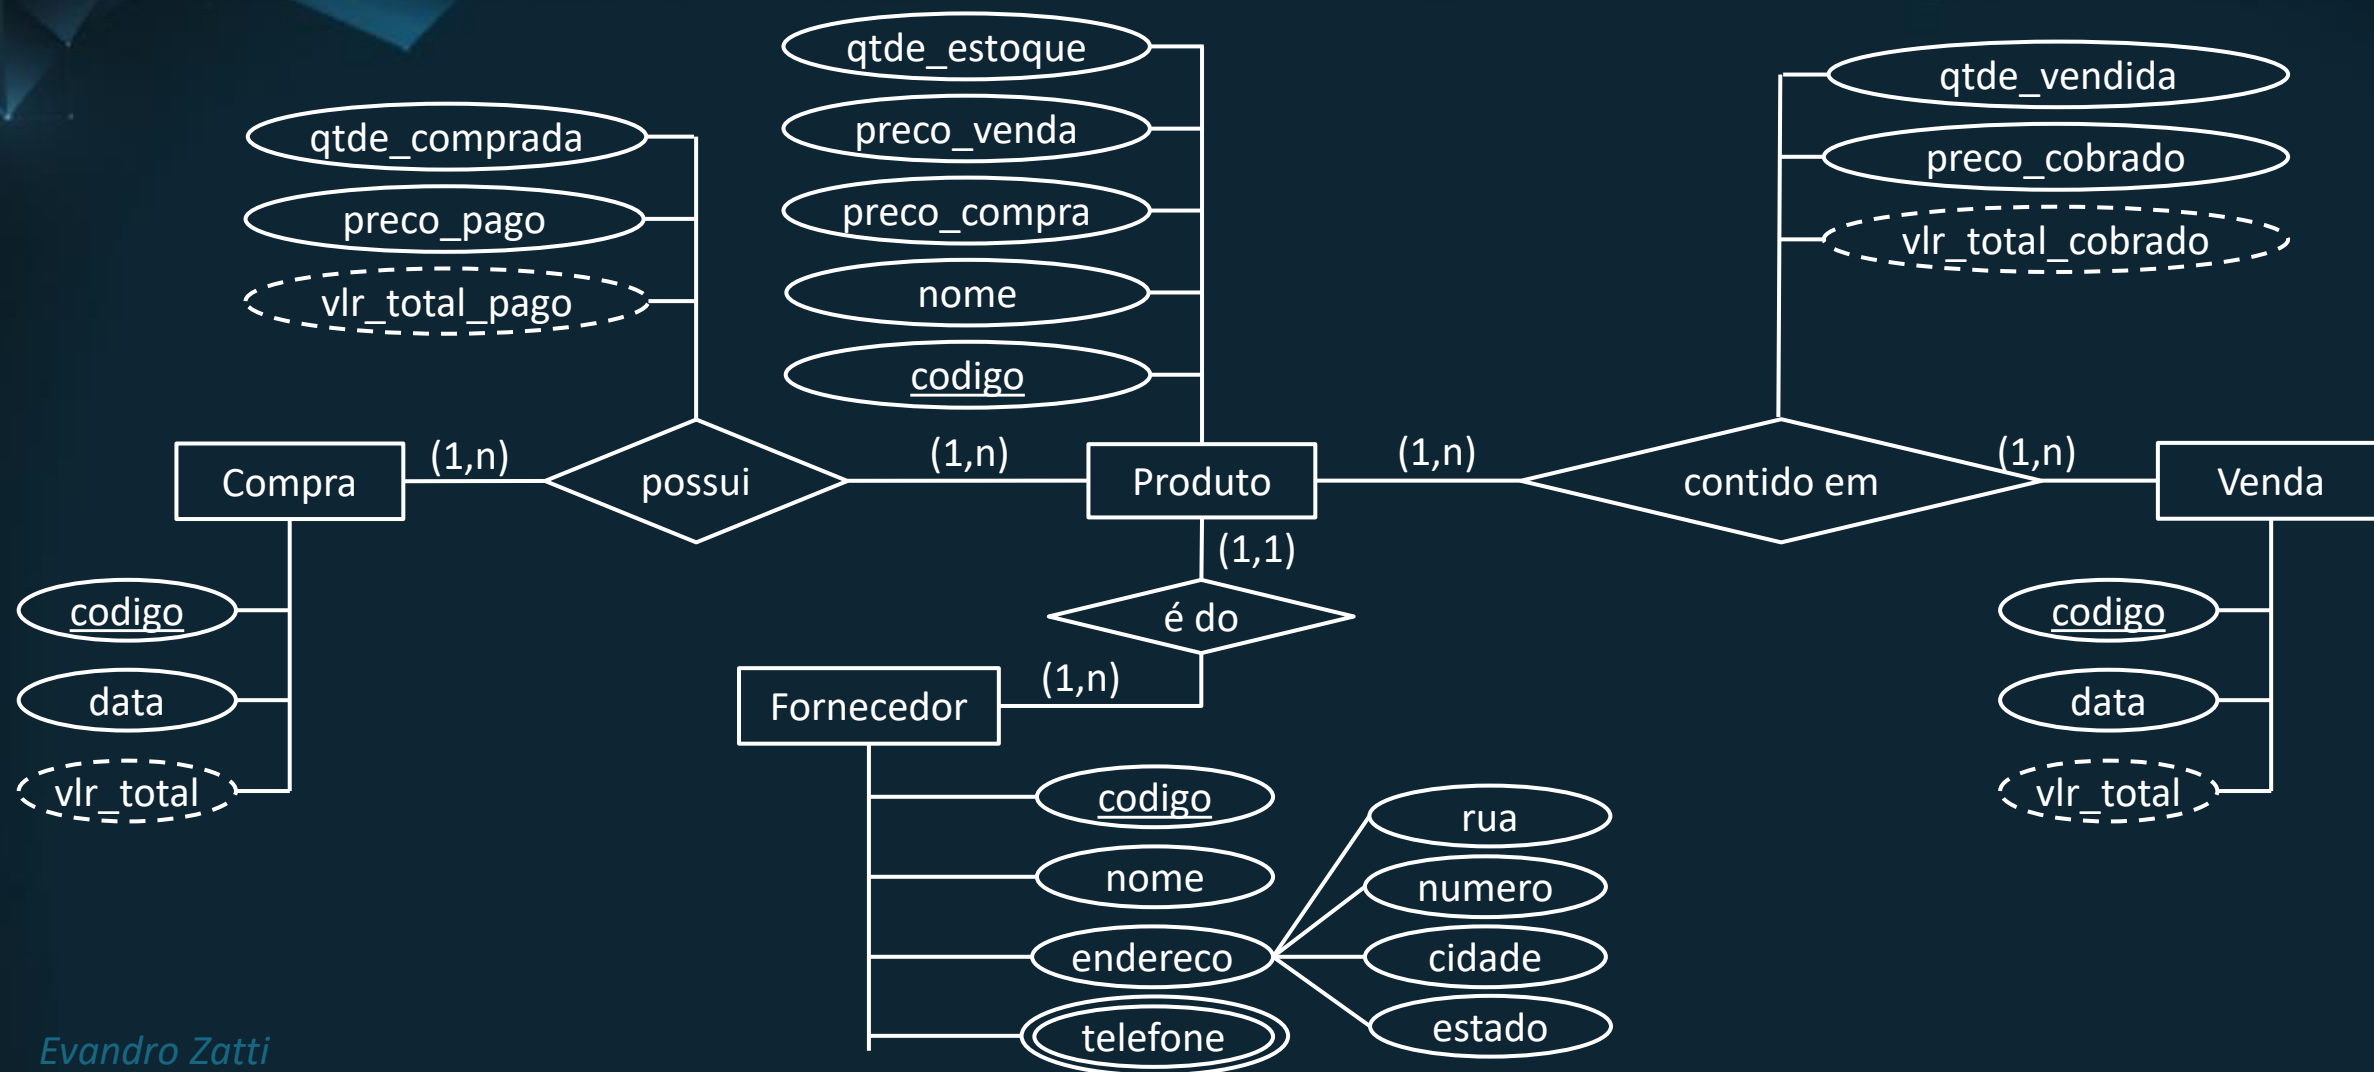 qtde_estoque
preco_venda
preco_compra
nome
codigo
qtde_comprada
preco_pago
vlr_total_pago
qtde_vendida
preco_cobrado
vlr_total_cobrado
Compra
(1,n)
possui
(1,n)
Produto
(1,n)
contido em
(1,n)
Venda
(1,1)
é do
(1,n)
Fornecedor
codigo
data
vlr_total
codigo
nome
endereco
telefone
rua
numero
cidade
estado
codigo
data
vlr_total
Evandro Zatti